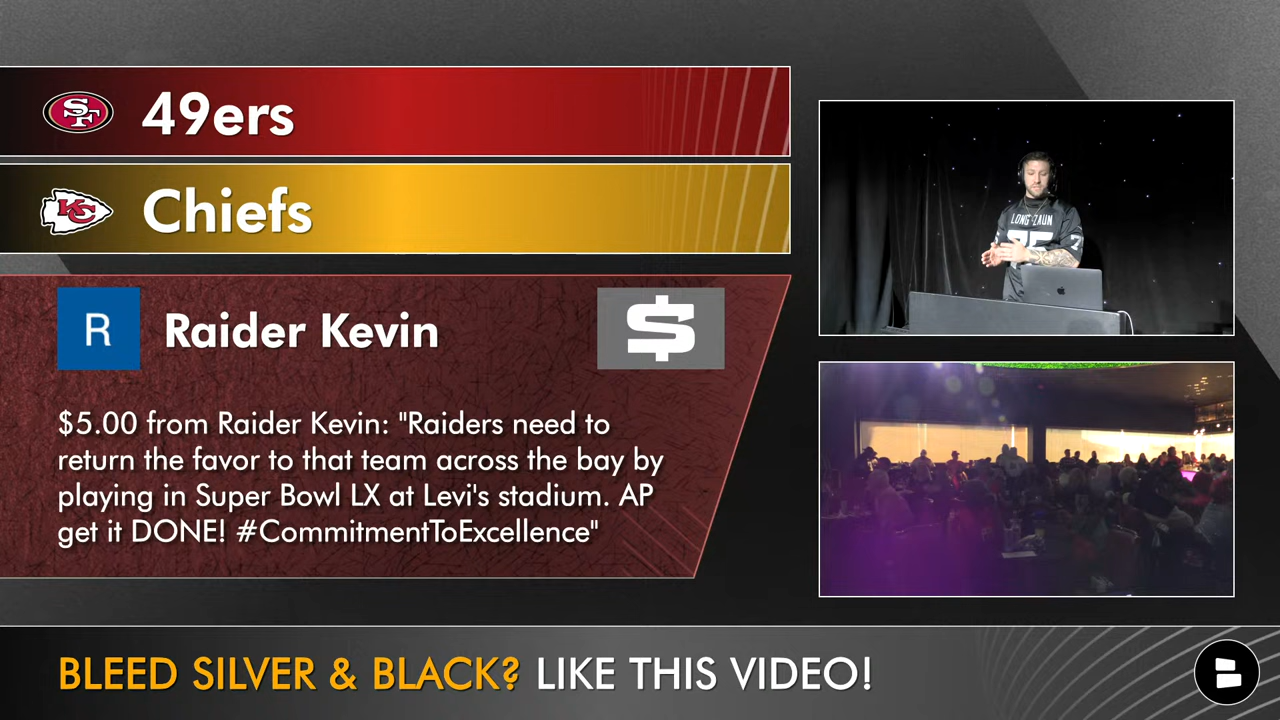 SF
49ers
KC
Chiefs
R
Raider Kevin
$
$5.00 from Raider Kevin: "Raiders need to
return the favor to that team across the bay by
playing in Super Bowl LX at Levi's stadium. AP
get it DONE! #CommitmentToExcellence"
BLEED SILVER & BLACK? LIKE THIS VIDEO!